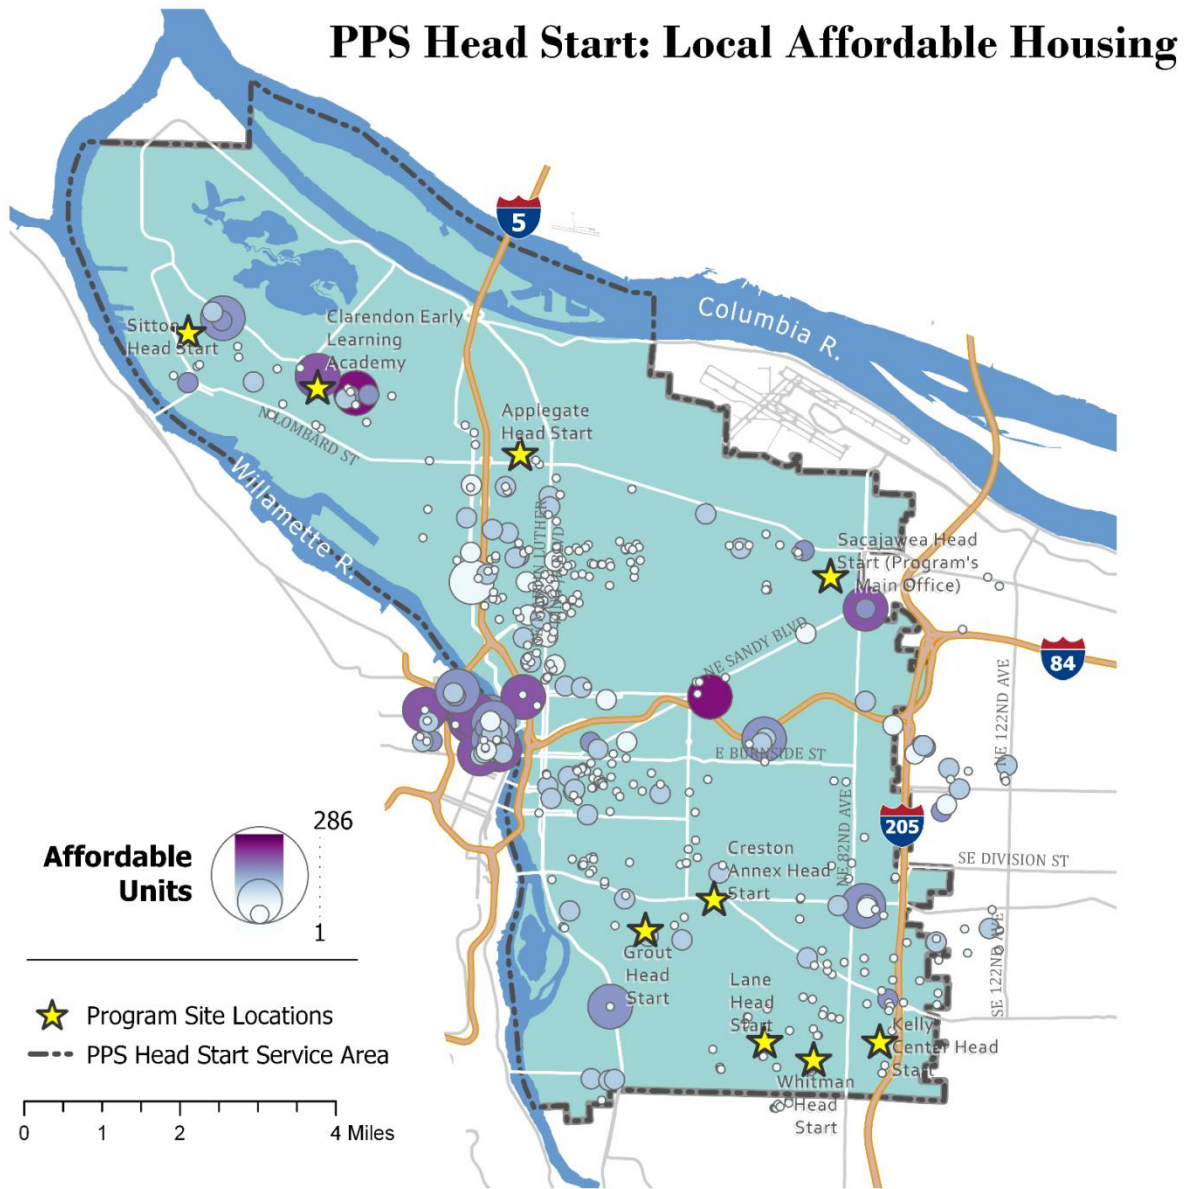 PPS Head Start: Local Affordable Housing
5
Columbia R.
Sitton
Head Start
Clarendon Early
Learning
Academy
Applegate
Head Start
N LOMBARD ST
Willamette R.
LUTHER
BLVD
Sacajawea Head
Start (Program's
Main Office)
NE SANDY BLVD
84
NE 122ND AVE
E BURNSIDE ST
NE 82ND AVE
205
SE DIVISION ST
Creston
Annex Head
Start
SE 122ND AVE
Grout
Head
Start
Lane
Head
Start
Kelly
Center Head
Start
Whitman
Head
Start
Affordable
Units
286
1
Program Site Locations
PPS Head Start Service Area
0 1 2 4 Miles